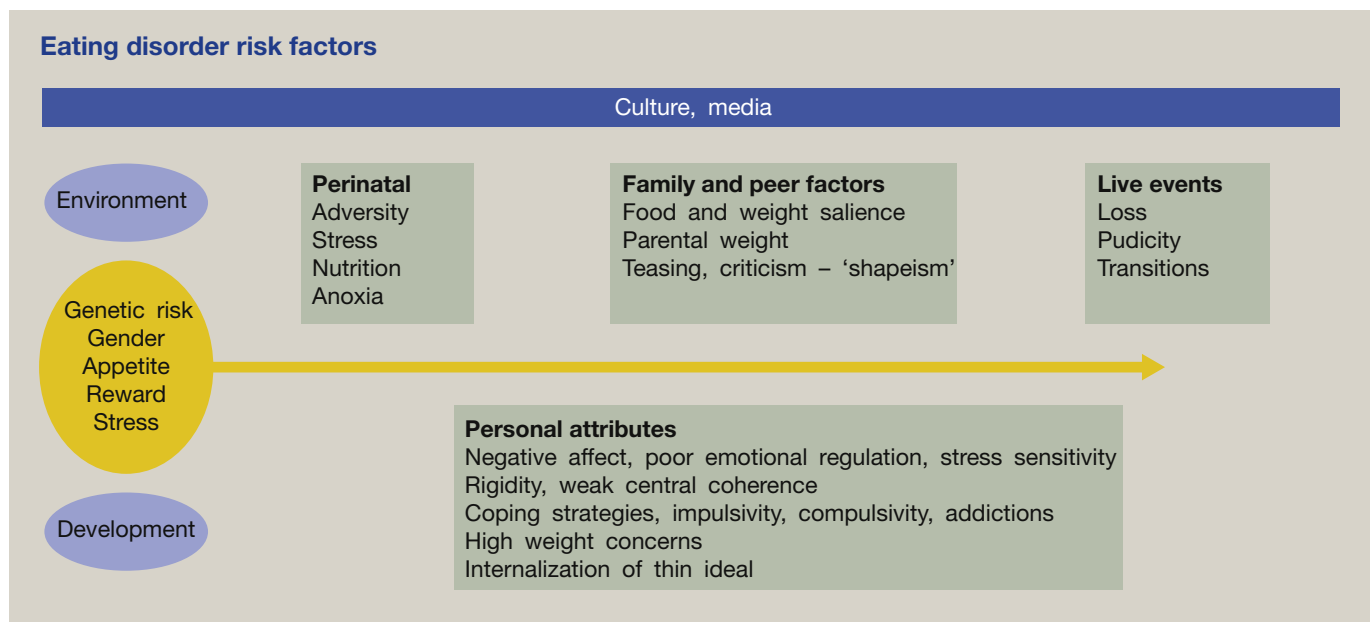 Eating disorder risk factors
Culture, media
Environment
Perinatal
Adversity
Stress
Nutrition
Anoxia
Family and peer factors
Food and weight salience
Parental weight
Teasing, criticism – ‘shapeism’
Live events
Loss
Pudicity
Transitions
Genetic risk
Gender
Appetite
Reward
Stress
Personal attributes
Negative affect, poor emotional regulation, stress sensitivity
Rigidity, weak central coherence
Coping strategies, impulsivity, compulsivity, addictions
High weight concerns
Internalization of thin ideal
Development